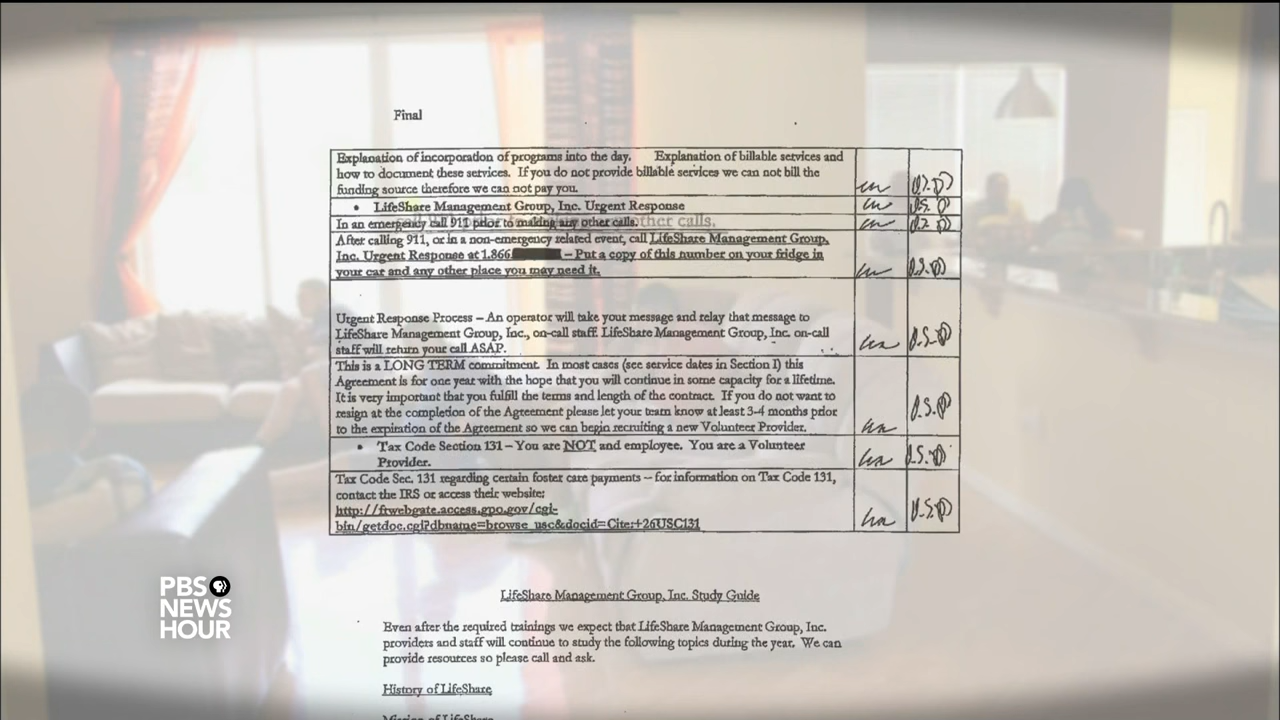 Final
Explanation of incorporation of programs into the day. Explanation of billable services and
how to document these services. If you do not provide billable services we can not bill the
funding source therefore we can not pay you.
• LifeShare Management Group, Inc. Urgent Response
In an emergency call 911 prior to making any other calls.
After calling 911, or in a non-emergency related event, call LifeShare Management Group,
Inc. Urgent Response at 1.866. – Put a copy of this number on your fridge in
your car and any other place you may need it.
Urgent Response Process – An operator will take your message and relay that message to
LifeShare Management Group, Inc., on-call staff. LifeShare Management Group, Inc. on-call
staff will return your call ASAP.
This is a LONG TERM commitment. In most cases (see service dates in Section I) this
Agreement is for one year with the hope that you will continue in some capacity for a lifetime.
It is very important that you fulfill the terms and length of the contract. If you do not want to
resign at the completion of the Agreement please let your team know at least 3-4 months prior
to the expiration of the Agreement so we can begin recruiting a new Volunteer Provider.
• Tax Code Section 131 – You are NOT and employee. You are a Volunteer
Provider.
Tax Code Sec. 131 regarding certain foster care payments – for information on Tax Code 131,
contact the IRS or access their website:
http://frwebgate.access.gpo.gov/cgi-
bin/getdoc.cgi?dbname=browse_usc&docid=Cite:+26USC131
LifeShare Management Group, Inc. Study Guide
Even after the required trainings we expect that LifeShare Management Group, Inc.
providers and staff will continue to study the following topics during the year. We can
provide resources so please call and ask.
History of LifeShare
Mission of LifeShare
PBS
NEWS
HOUR